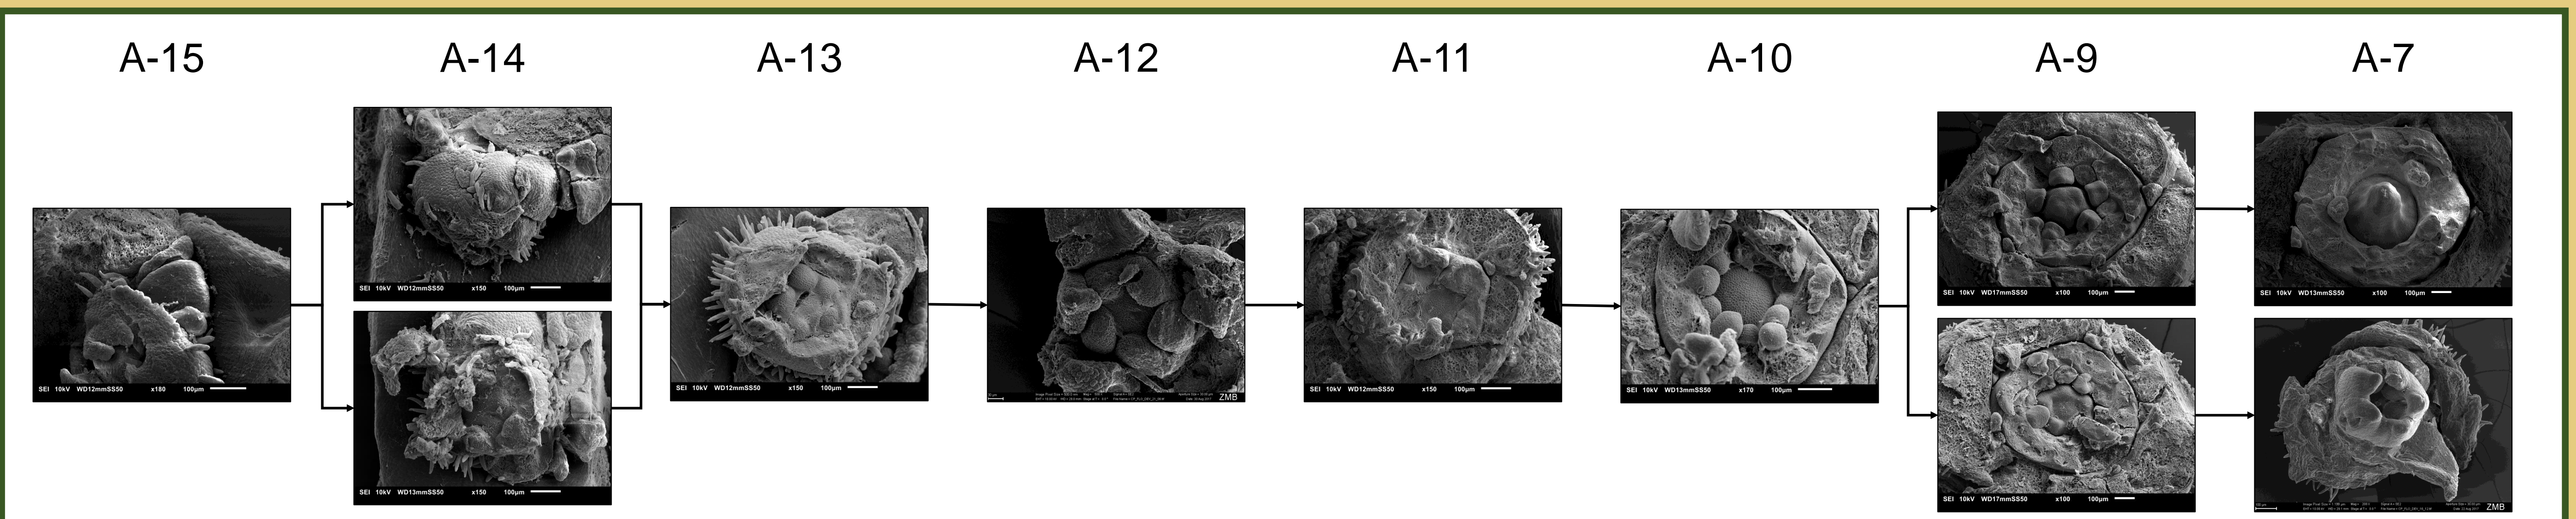 A-15 A-14 A-13 A-12 A-11 A-10 A-9 A-7
SEI 10kV WD12mmSS50 x180 100µm
SEI 10kV WD12mmSS50 x150 100µm
SEI 10kV WD13mmSS50 x150 100µm
SEI 10kV WD12mmSS50 x150 100µm
ZMB
SEI 10kV WD12mmSS50 x150 100µm
SEI 10kV WD13mmSS50 x170 100µm
SEI 10kV WD17mmSS50 x100 100µm
SEI 10kV WD17mmSS50 x100 100µm
SEI 10kV WD13mmSS50 x100 100µm
ZMB